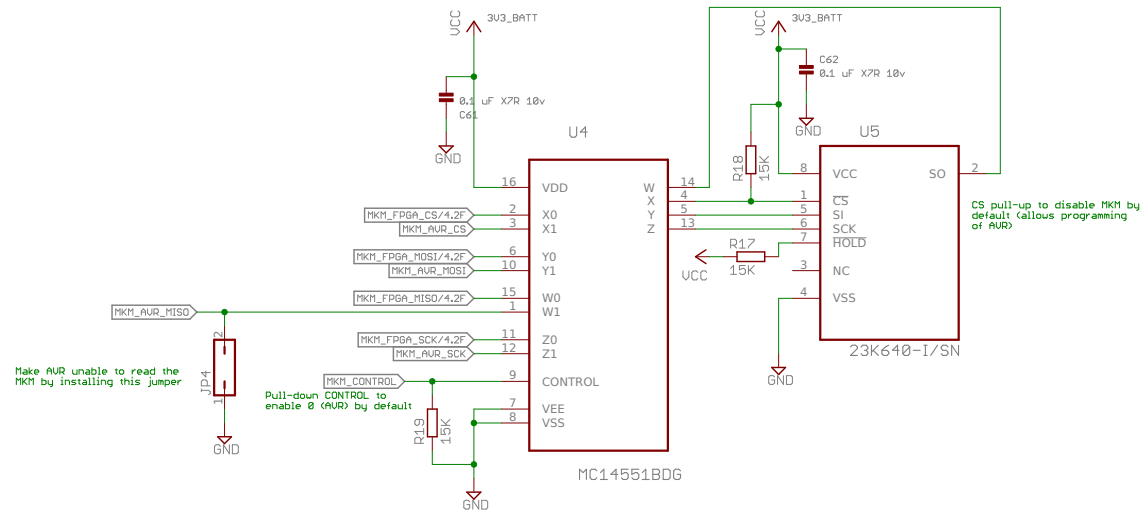 VCC
3V3_BATT
0.1 uF X7R 10v
C61
GND
VCC
3V3_BATT
C62
0.1 uF X7R 10v
GND
U4
U5
R18
15K
16 VDD
W 14
X 4
Y 5
Z 13
8 VCC
SO 2
1 CS
5 SI
6 SCK
7 HOLD
3 NC
4 VSS
MKM_FPGA_CS/4.2F
2 X0
MKM_AVR_CS
3 X1
CS pull-up to disable MKM by
default (allows programming
of AVR)
MKM_FPGA_MOSI/4.2F
6 Y0
MKM_AVR_MOSI
10 Y1
R17
VCC
15K
MKM_FPGA_MISO/4.2F
15 W0
MKM_AVR_MISO
1 W1
MKM_FPGA_SCK/4.2F
11 Z0
MKM_AVR_SCK
12 Z1
2
JP4
1
GND
Make AVR unable to read the
MKM by installing this jumper
MKM_CONTROL
9 CONTROL
Pull-down CONTROL to
enable 0 (AVR) by default
7 VEE
8 VSS
R19
15K
GND
23K640-I/SN
GND
MC14551BDG